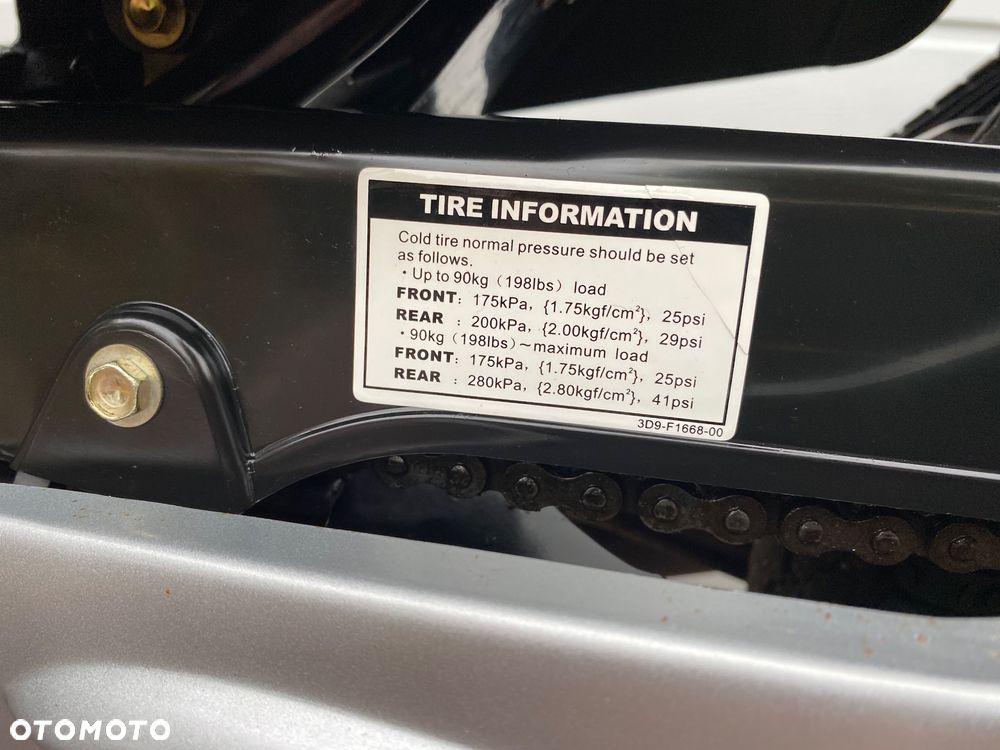 TIRE INFORMATION
Cold tire normal pressure should be set
as follows.
・Up to 90kg (198lbs) load
FRONT: 175kPa, {1.75kgf/cm²}, 25psi
REAR : 200kPa, {2.00kgf/cm²}, 29psi
・90kg (198lbs)~maximum load
FRONT: 175kPa, {1.75kgf/cm²}, 25psi
REAR : 280kPa, {2.80kgf/cm²}, 41psi
3D9-F1668-00
OTOMOTO